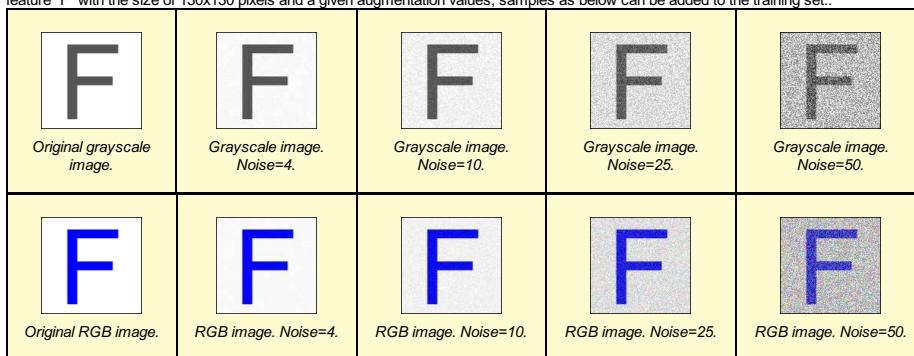 feature "F" with the size of 130x130 pixels and a given augmentation values, samples as below can be added to the training set..
F F F F F
Original grayscale image. Grayscale image. Noise=4. Grayscale image. Noise=10. Grayscale image. Noise=25. Grayscale image. Noise=50.
F F F F F
Original RGB image. RGB image. Noise=4. RGB image. Noise=10. RGB image. Noise=25. RGB image. Noise=50.